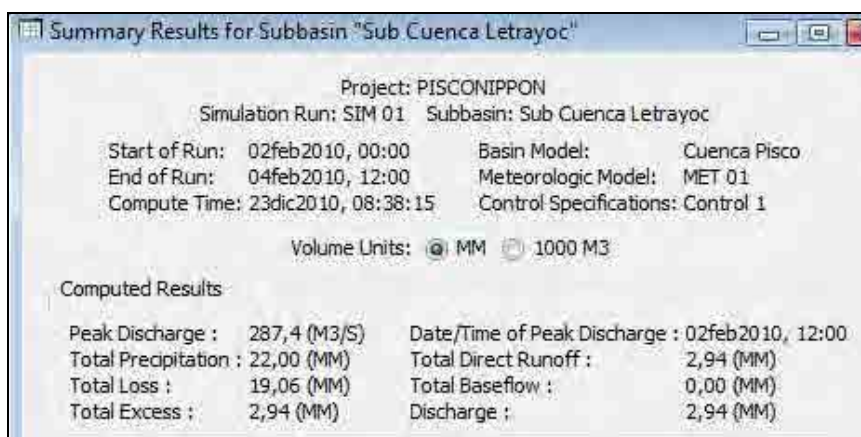 Summary Results for Subbasin "Sub Cuenca Letrayoc"
Project: PISCONIPPON
Simulation Run: SIM 01 Subbasin: Sub Cuenca Letrayoc
Start of Run: 02feb2010, 00:00 Basin Model: Cuenca Pisco
End of Run: 04feb2010, 12:00 Meteorologic Model: MET 01
Compute Time: 23dic2010, 08:38:15 Control Specifications: Control 1
Volume Units: MM 1000 M3
Computed Results
Peak Discharge : 287,4 (M3/S) Date/Time of Peak Discharge : 02feb2010, 12:00
Total Precipitation : 22,00 (MM) Total Direct Runoff : 2,94 (MM)
Total Loss : 19,06 (MM) Total Baseflow : 0,00 (MM)
Total Excess : 2,94 (MM) Discharge : 2,94 (MM)